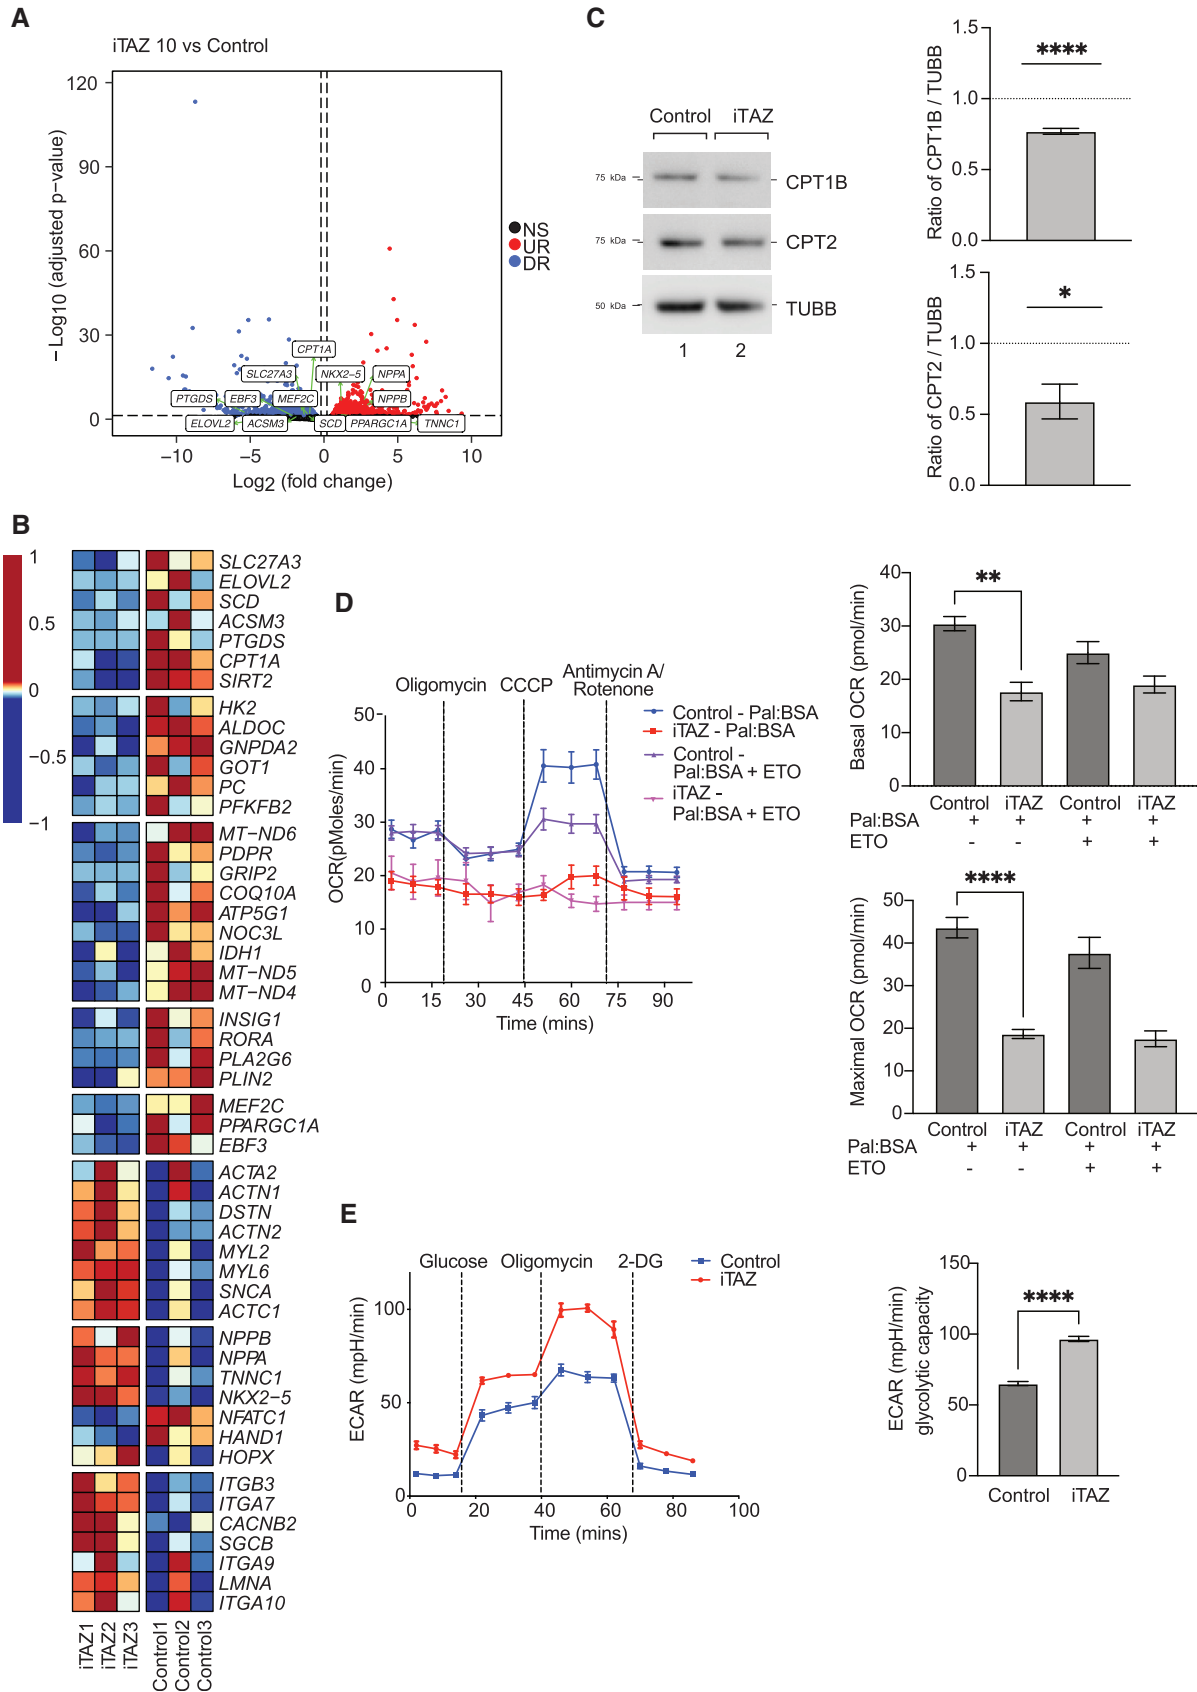 A
iTAZ 10 vs Control
− Log10 (adjusted p−value)
120
90
60
30
0
CPT1A
SLC27A3
NKX2−5
NPPA
PTGDS
EBF3
MEF2C
NPPB
ELOVL2
ACSM3
SCD
PPARGC1A
TNNC1
−10
−5
0
5
10
Log2 (fold change)
NS
UR
DR
B
1
0.5
0
−0.5
−1
SLC27A3
ELOVL2
SCD
ACSM3
PTGDS
CPT1A
SIRT2
HK2
ALDOC
GNPDA2
GOT1
PC
PFKFB2
MT−ND6
PDPR
GRIP2
COQ10A
ATP5G1
NOC3L
IDH1
MT−ND5
MT−ND4
INSIG1
RORA
PLA2G6
PLIN2
MEF2C
PPARGC1A
EBF3
ACTA2
ACTN1
DSTN
ACTN2
MYL2
MYL6
SNCA
ACTC1
NPPB
NPPA
TNNC1
NKX2−5
NFATC1
HAND1
HOPX
ITGB3
ITGA7
CACNB2
SGCB
ITGA9
LMNA
ITGA10
iTAZ1
iTAZ2
iTAZ3
Control1
Control2
Control3
C
Control iTAZ
75 kDa
CPT1B
75 kDa
CPT2
50 kDa
TUBB
1 2
Ratio of CPT1B / TUBB
1.5
1.0
0.5
0.0
****
Ratio of CPT2 / TUBB
1.5
1.0
0.5
0.0
*
D
Oligomycin
CCCP
Antimycin A/
Rotenone
OCR(pMoles/min)
50
40
30
20
10
0
0 15 30 45 60 75 90
Time (mins)
Control - Pal:BSA
iTAZ - Pal:BSA
Control -
Pal:BSA + ETO
iTAZ -
Pal:BSA + ETO
Basal OCR (pmol/min)
40
30
20
10
0
**
Control iTAZ Control iTAZ
Pal:BSA + + + +
ETO - - + +
Maximal OCR (pmol/min)
50
40
30
20
10
0
****
Control iTAZ Control iTAZ
Pal:BSA + + + +
ETO - - + +
E
Glucose Oligomycin 2-DG
Control
iTAZ
ECAR (mpH/min)
100
50
0
0 20 40 60 80 100
Time (mins)
ECAR (mpH/min)
glycolytic capacity
150
100
50
0
****
Control iTAZ